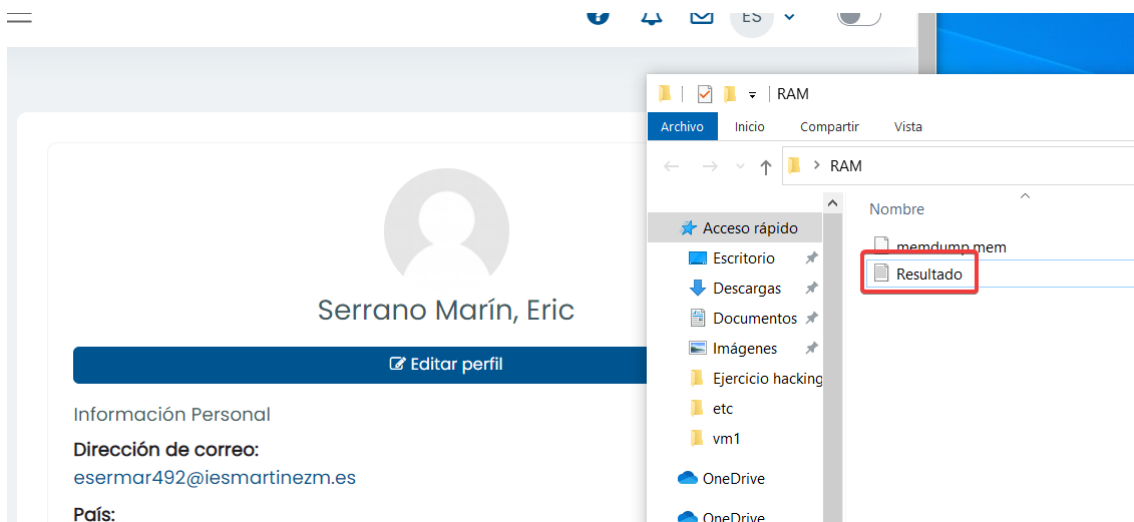 ES
RAM
Archivo Inicio Compartir Vista
RAM
Nombre
Acceso rápido
Escritorio
Descargas
Documentos
Imágenes
Ejercicio hacking
etc
vm1
OneDrive
OneDrive
memdump.mem
Resultado
Serrano Marín, Eric
Editar perfil
Información Personal
Dirección de correo:
esermar492@iesmartinezm.es
País: